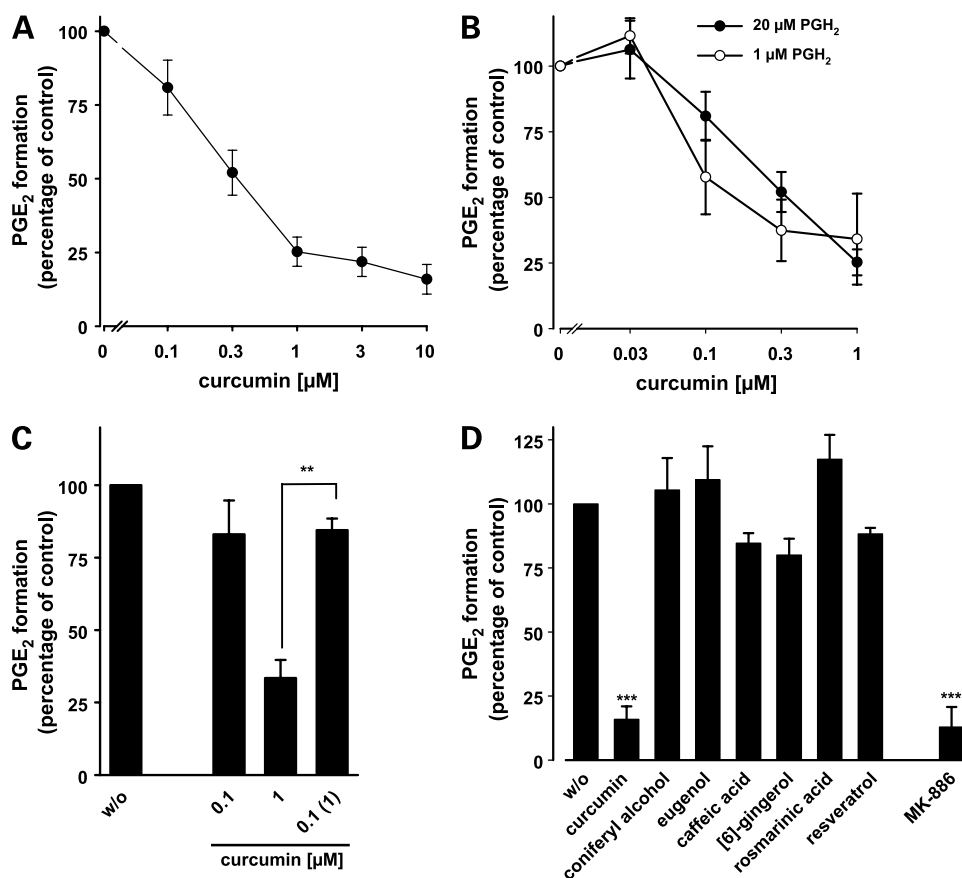 A
PGE₂ formation
(percentage of control)
100
75
50
25
0
0
0.1
0.3
1
3
10
curcumin [µM]
B
20 µM PGH₂
1 µM PGH₂
PGE₂ formation
(percentage of control)
100
75
50
25
0
0
0.03
0.1
0.3
1
curcumin [µM]
C
PGE₂ formation
(percentage of control)
100
75
50
25
0
**
w/o
0.1
1
0.1 (1)
curcumin [µM]
D
PGE₂ formation
(percentage of control)
125
100
75
50
25
0
***
***
w/o
curcumin
coniferyl alcohol
eugenol
caffeic acid
[6]-gingerol
rosmarinic acid
resveratrol
MK-886